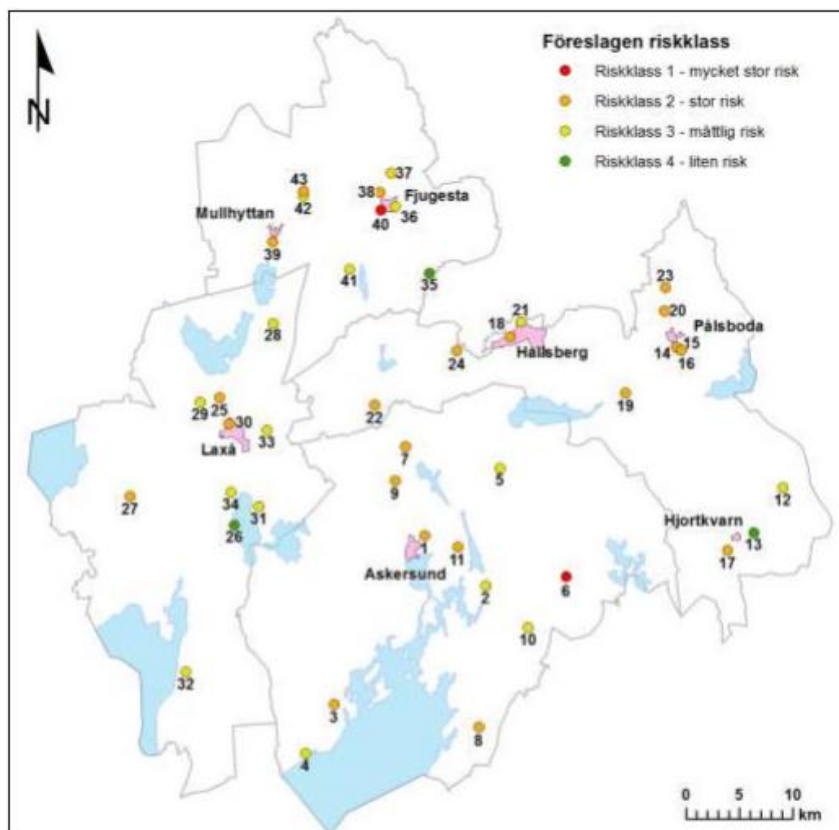 Föreslagen riskklass
Riskklass 1 - mycket stor risk
Riskklass 2 - stor risk
Riskklass 3 - måttlig risk
Riskklass 4 - liten risk
N
37
43
38
Fjugesta
42
36
Mullhyttan
40
39
41
35
23
28
21
20
18
Pålsboda
15
Hallsberg
14
16
24
29
25
19
22
30
33
Laxå
7
5
9
12
27
34
31
Hjortkvarn
26
13
1
11
17
Askersund
6
2
10
32
3
8
4
0 5 10
km